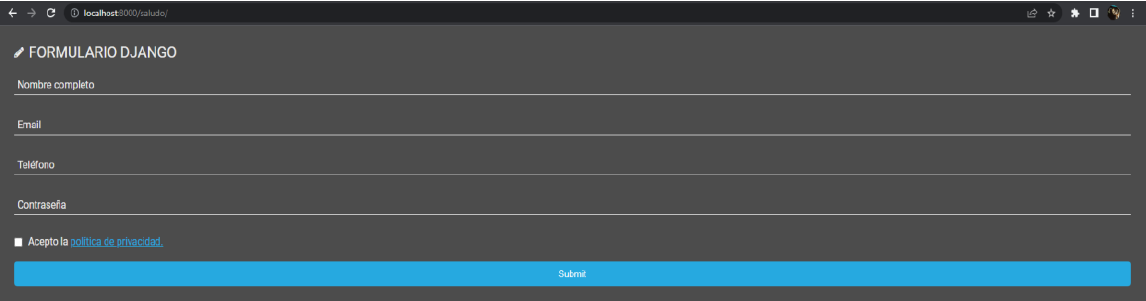 localhost:8000/saludo/
FORMULARIO DJANGO
Nombre completo
Email
Teléfono
Contraseña
Acepto la política de privacidad.
Submit